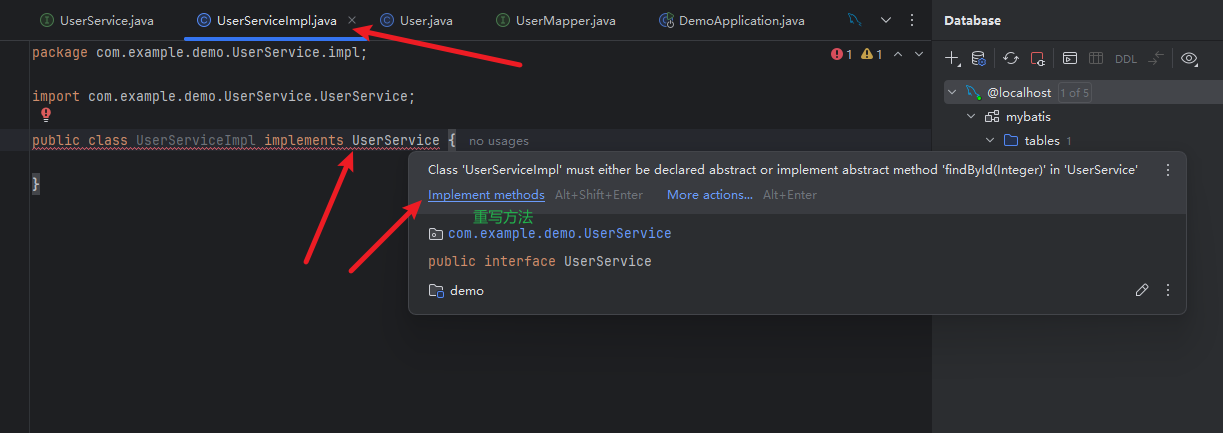 UserService.java
UserServiceImpl.java
User.java
UserMapper.java
DemoApplication.java
Database
package com.example.demo.UserService.impl;
1
1
DDL
import com.example.demo.UserService.UserService;
@localhost 1 of 5
mybatis
public class UserServiceImpl implements UserService { no usages
tables 1
}
Class 'UserServiceImpl' must either be declared abstract or implement abstract method 'findById(Integer)' in 'UserService'
Implement methods Alt+Shift+Enter More actions... Alt+Enter
重写方法
com.example.demo.UserService
public interface UserService
demo